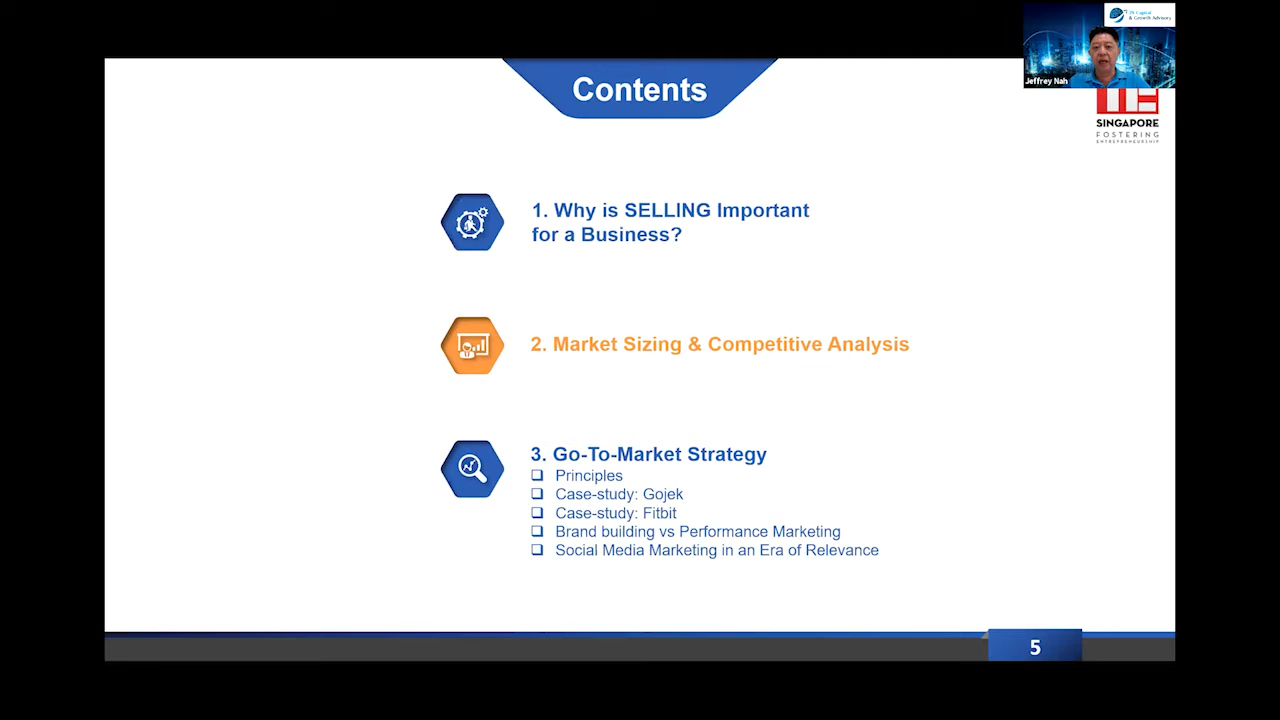 Contents
& Growth Advisory
Jeffrey Nah
SINGAPORE
FOSTERING
ENTREPRENEURSHIP
1. Why is SELLING Important
for a Business?
2. Market Sizing & Competitive Analysis
3. Go-To-Market Strategy
❑ Principles
❑ Case-study: Gojek
❑ Case-study: Fitbit
❑ Brand building vs Performance Marketing
❑ Social Media Marketing in an Era of Relevance
5